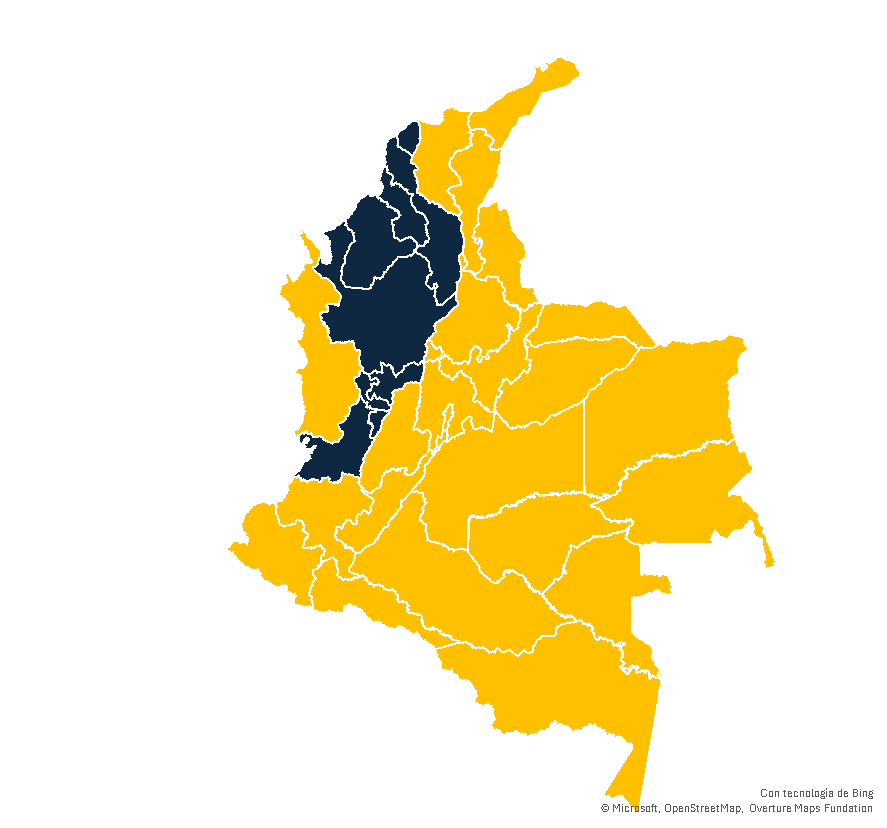 Con tecnología de Bing
© Microsoft, OpenStreetMap, Overture Maps Fundation